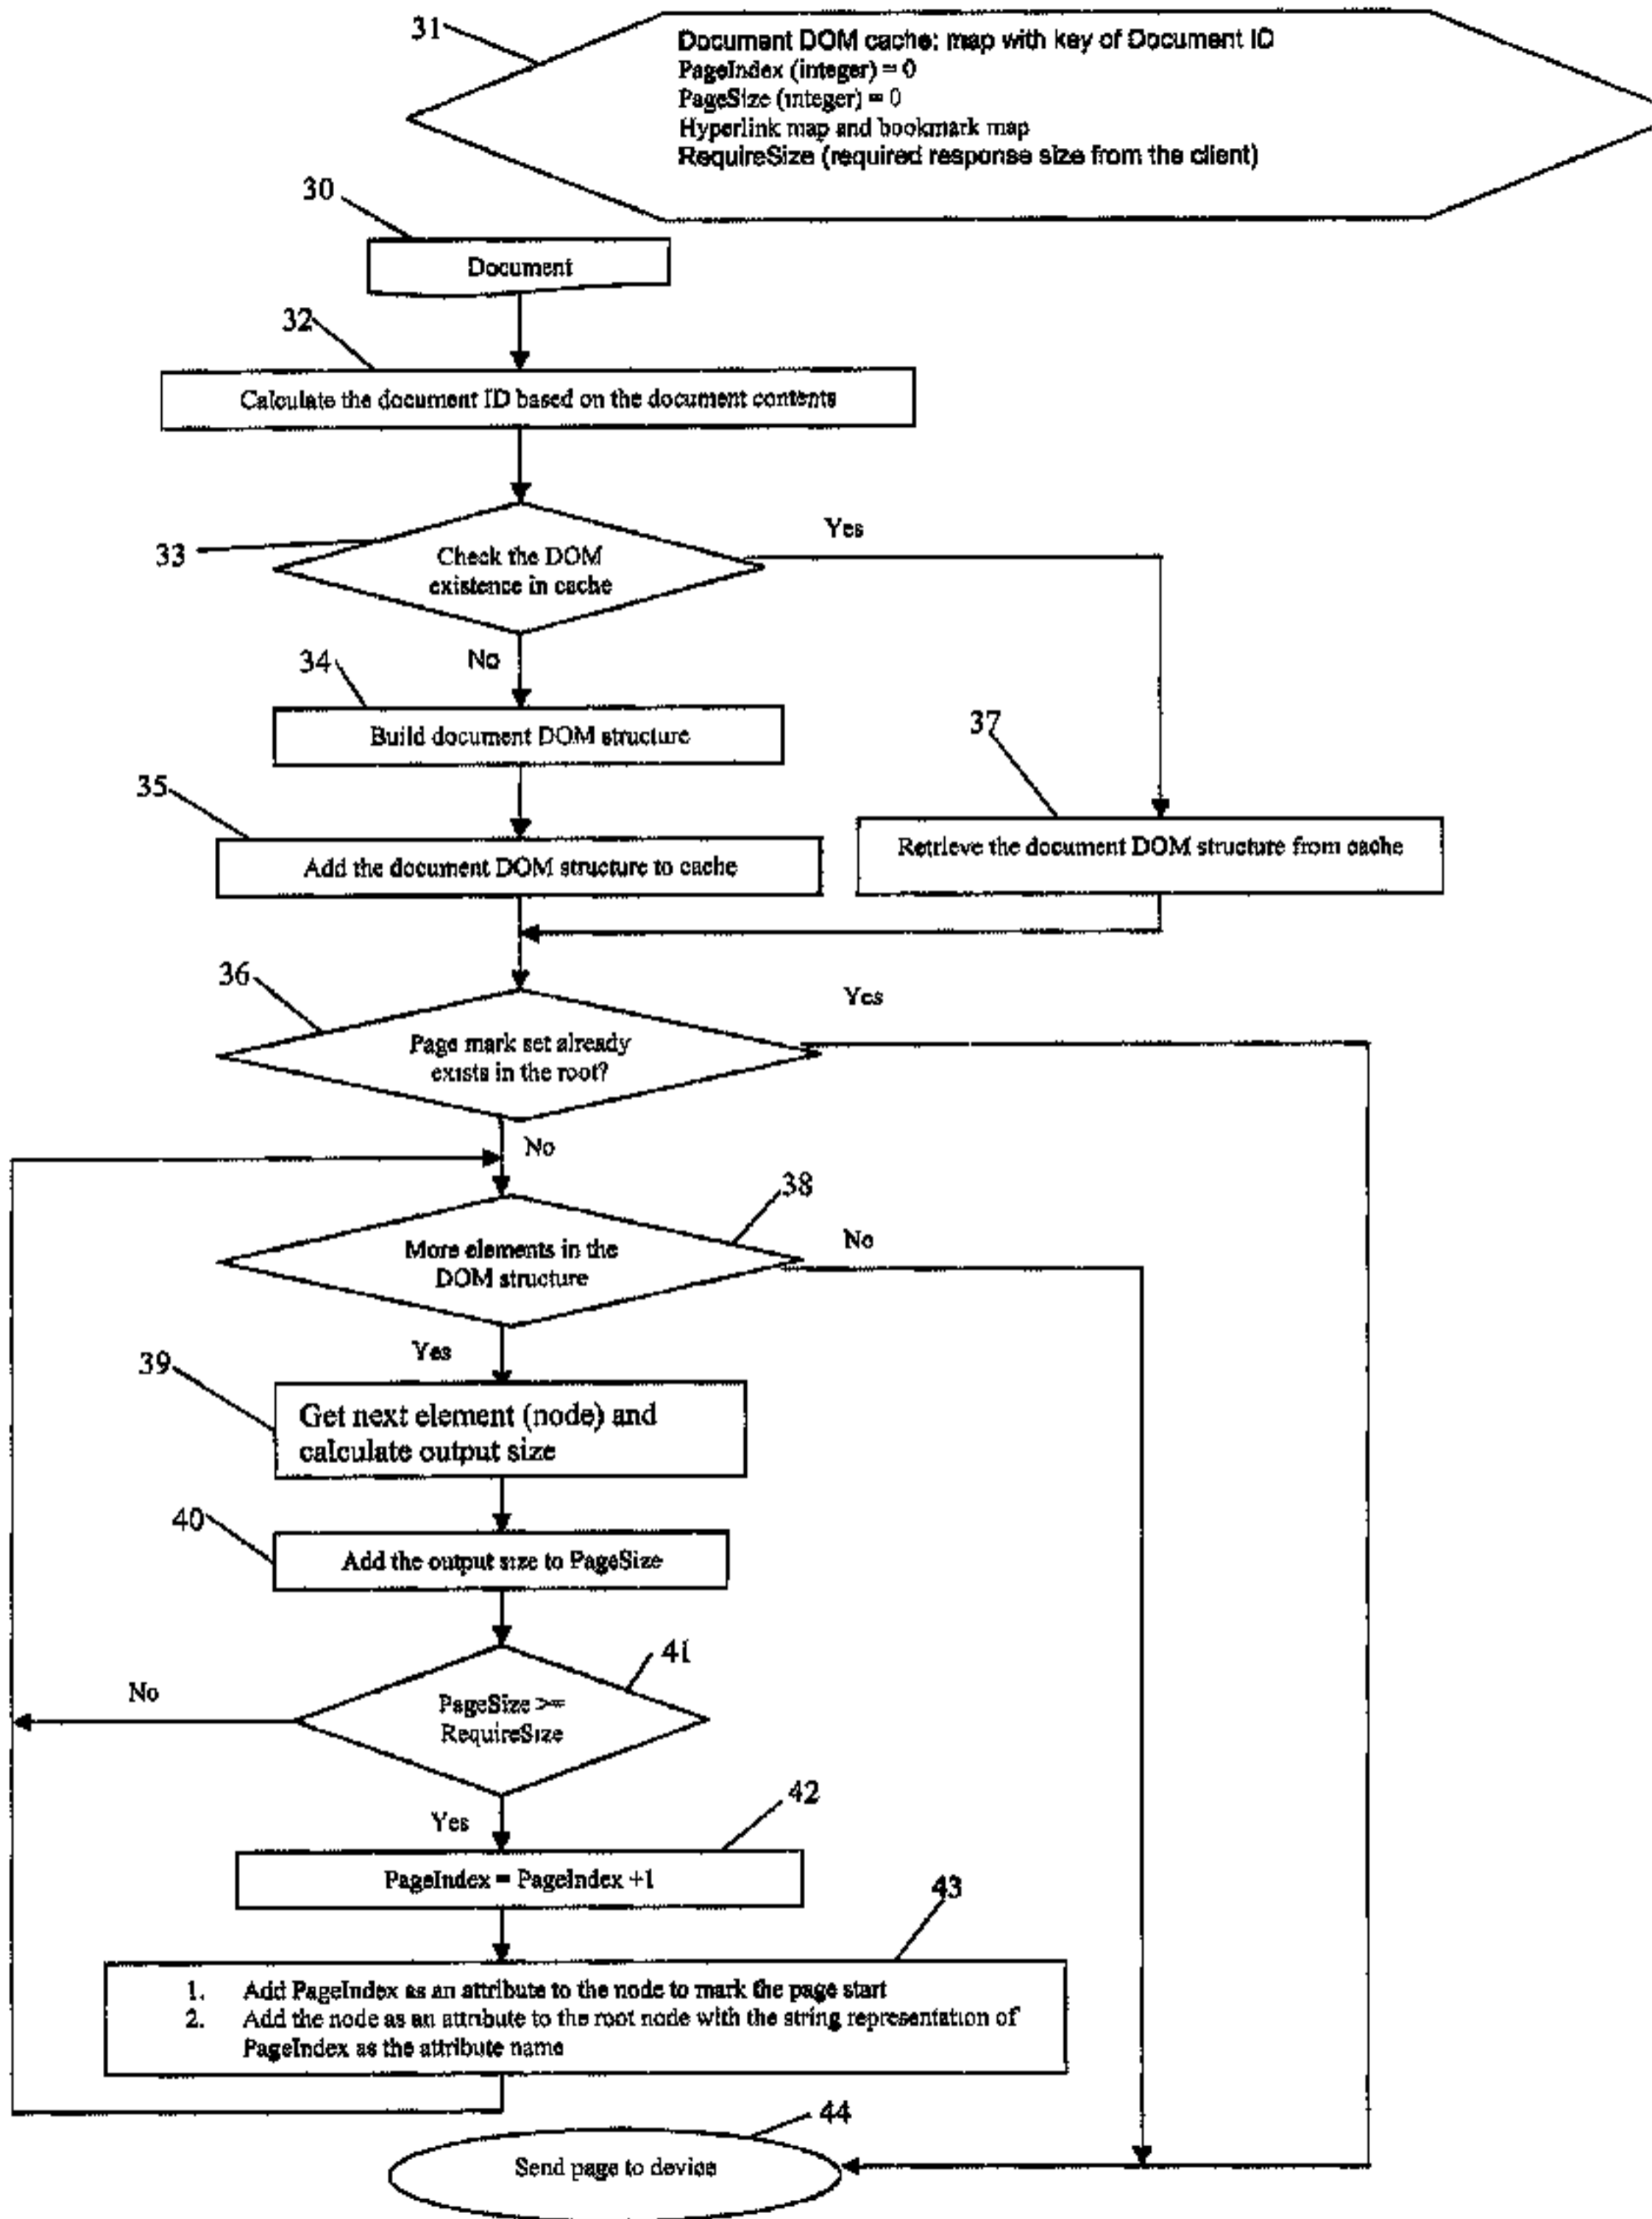 31
Document DOM cache: map with key of Document ID
PageIndex (integer) = 0
PageSize (integer) = 0
Hyperlink map and bookmark map
RequireSize (required response size from the client)
30
Document
32
Calculate the document ID based on the document contents
33
Check the DOM
existence in cache
Yes
No
34
Build document DOM structure
37
35
Add the document DOM structure to cache
Retrieve the document DOM structure from cache
36
Page mark set already
exists in the root?
Yes
No
38
More elements in the
DOM structure
No
Yes
39
Get next element (node) and
calculate output size
40
Add the output size to PageSize
41
PageSize >=
RequireSize
No
Yes
42
PageIndex = PageIndex +1
43
1. Add PageIndex as an attribute to the node to mark the page start
2. Add the node as an attribute to the root node with the string representation of
PageIndex as the attribute name
44
Send page to device